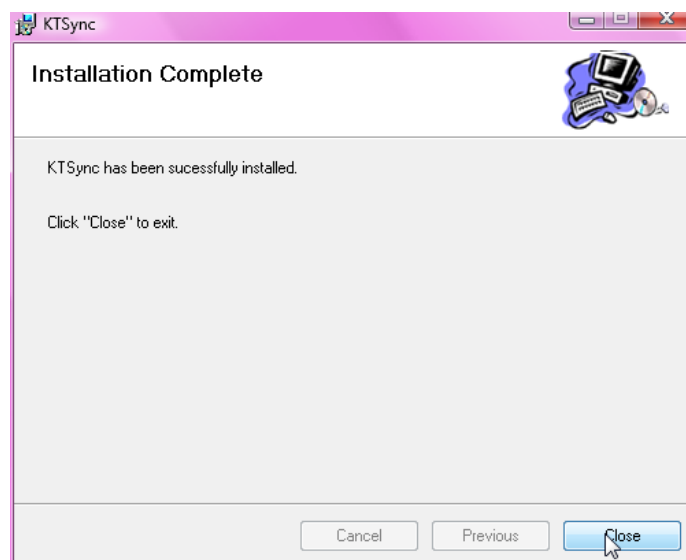 KTSync
Installation Complete
KTSync has been sucessfully installed.
Click "Close" to exit.
Cancel
Previous
Close